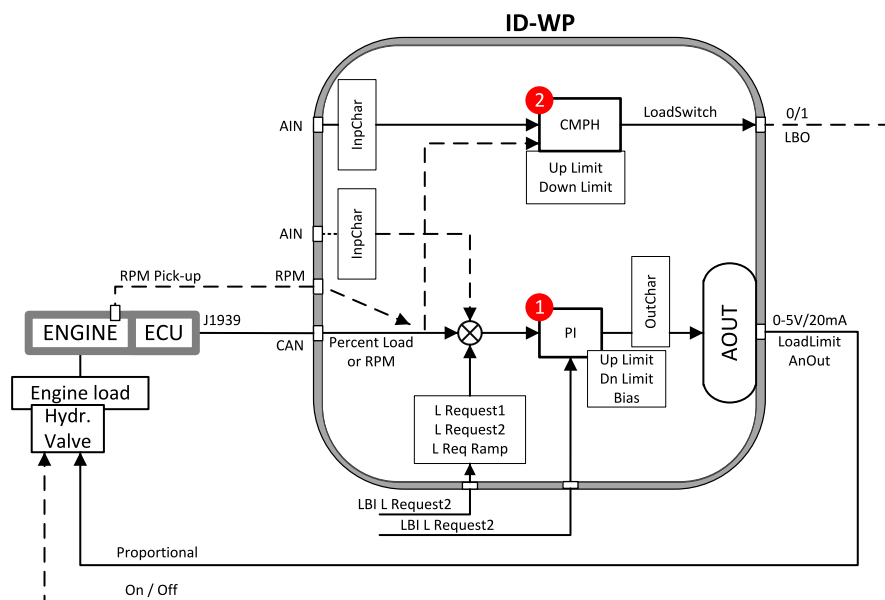 ID-WP
2
AIN
InpChar
CMPH
LoadSwitch
0/1
LBO
Up Limit
Down Limit
AIN
InpChar
RPM Pick-up
RPM
1
OutChar
AOUT
ENGINE
ECU
J1939
CAN
Percent Load
or RPM
PI
0-5V/20mA
LoadLimit
AnOut
Up Limit
Dn Limit
Bias
Engine load
Hydr.
Valve
L Request1
L Request2
L Req Ramp
LBI L Request2
LBI L Request2
Proportional
On / Off